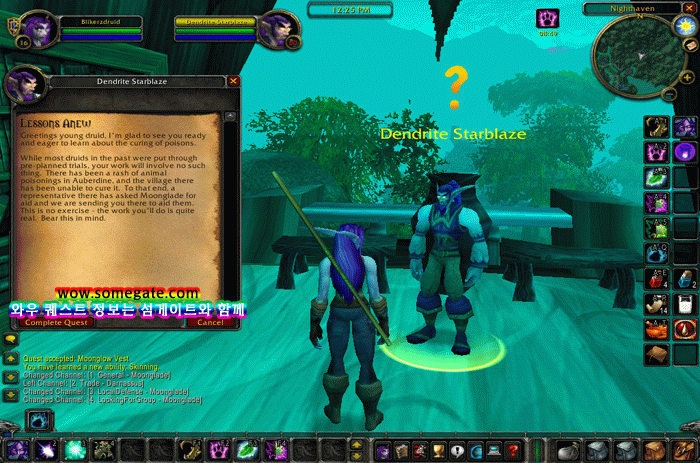 Blikerzdruid
Dendrite Starblaze
12:25 PM
Nighthaven
N
16
08:49
Dendrite Starblaze
Lessons Anew
Greetings young druid, I'm glad to see you ready
and eager to learn about the curing of poisons.
While most druids in the past were put through
pre-planned trials, your work will involve no such
thing. There has been a rash of animal
poisonings in Auberdine, and the village there
has been unable to cure it. To that end, a
representative there has asked Moonglade for
aid and we are sending you there to aid them.
This is no exercise - the work you'll do is quite
real. Bear this in mind.
Dendrite Starblaze
wow.somegate.com
와우 퀘스트 정보는 섬게이트와 함께
Complete Quest
Cancel
Quest accepted: Moonglow Vest.
You have learned a new ability: Skinning.
Changed Channel: [1. General - Moonglade]
Left Channel: [2. Trade - Darnassus]
Changed Channel: [3. LocalDefense - Moonglade]
Changed Channel: [4. LookingForGroup - Moonglade]